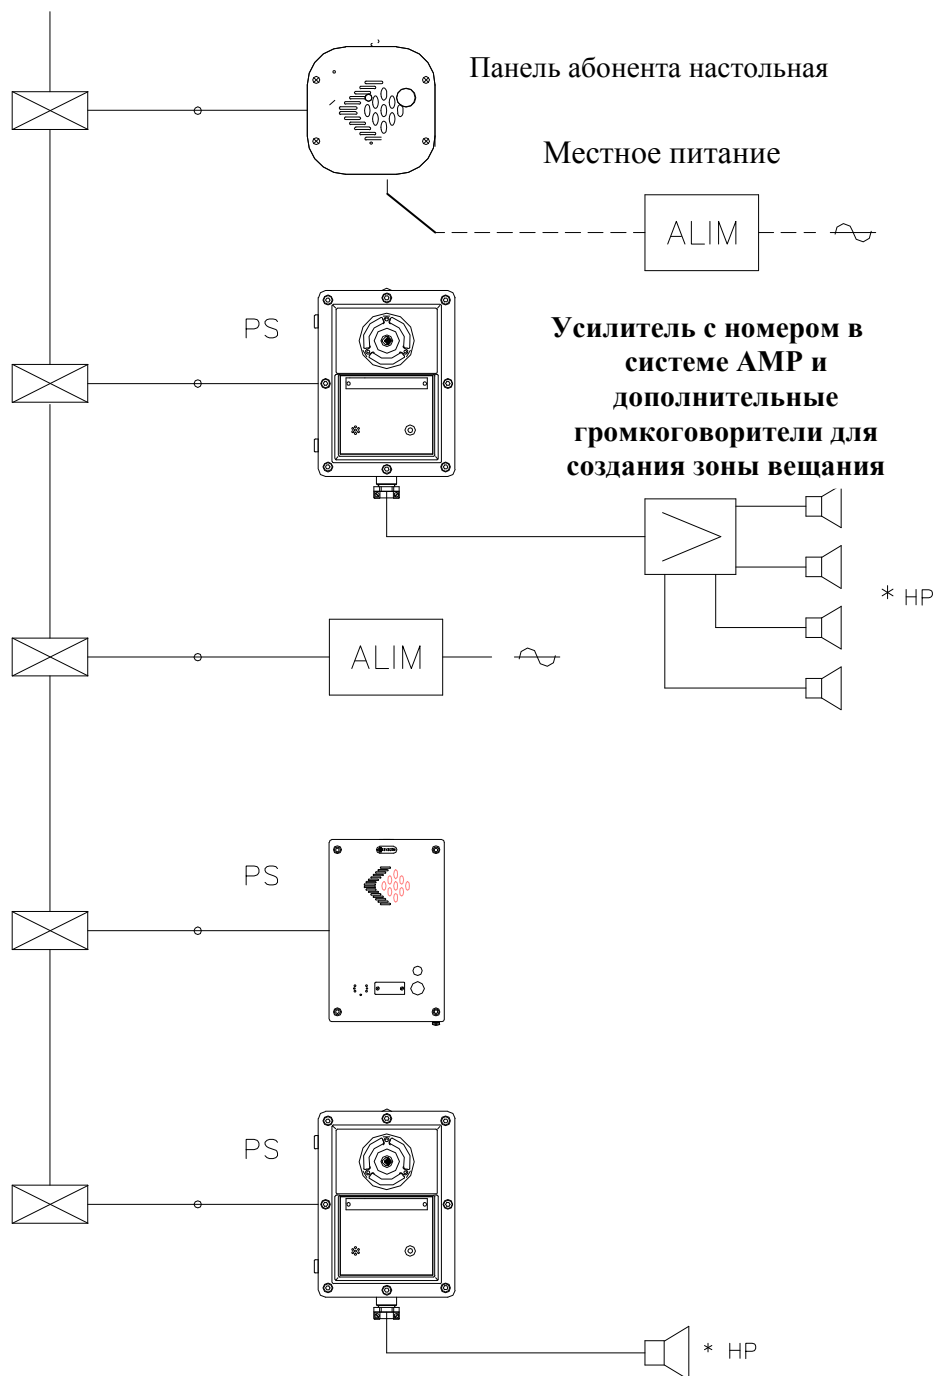 Панель абонента настольная
Местное питание
ALIM
PS
Усилитель с номером в
системе АМР и
дополнительные
громкоговорители для
создания зоны вещания
* HP
ALIM
PS
PS
* HP